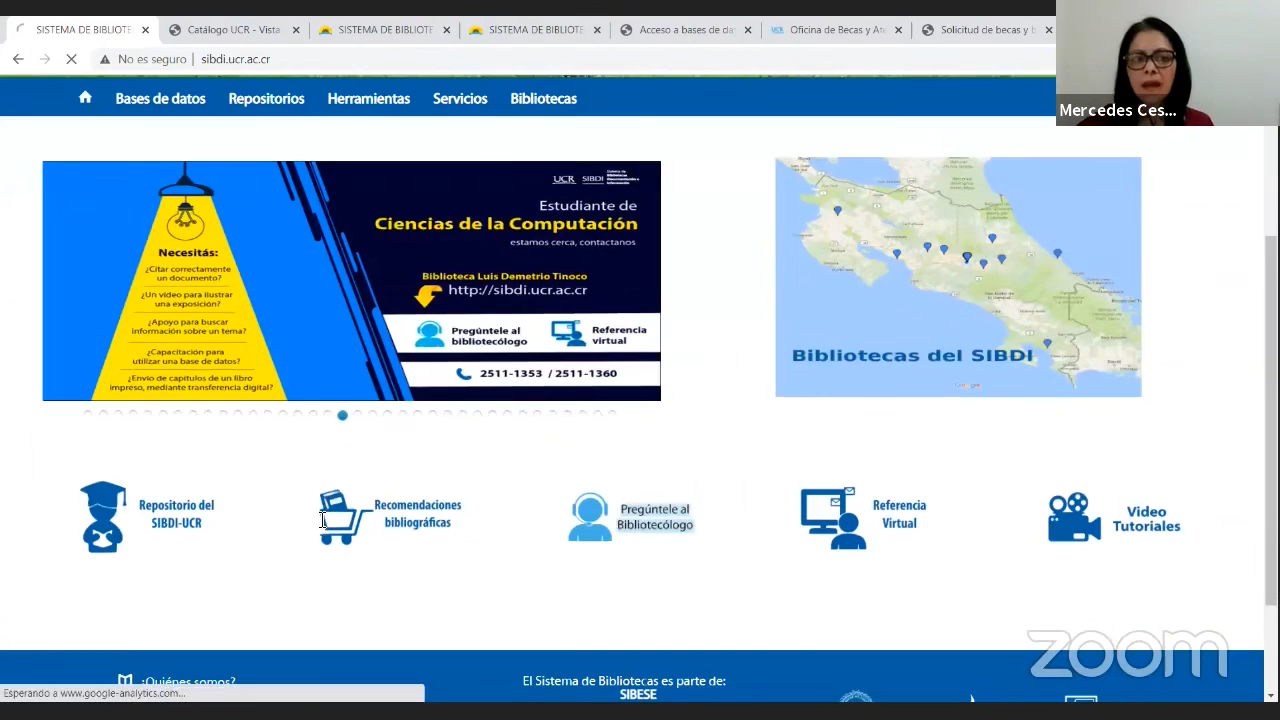 SISTEMA DE BIBLIOTE
Catálogo UCR - Vista
SISTEMA DE BIBLIOTE
SISTEMA DE BIBLIOTE
Acceso a bases de dat
UCR Oficina de Becas y Ate
Solicitud de becas y b
No es seguro | sibdi.ucr.ac.cr
Mercedes Ces...
Bases de datos
Repositorios
Herramientas
Servicios
Bibliotecas
UCR SIBDI
Estudiante de
Ciencias de la Computación
estamos cerca, contactanos
Necesitás:
¿Citar correctamente
un documento?
¿Un video para ilustrar
una exposición?
¿Apoyo para buscar
información sobre un tema?
¿Capacitación para
utilizar una base de datos?
¿Envío de capítulos de un libro
impreso, mediante transferencia digital?
Biblioteca Luis Demetrio Tinoco
http://sibdi.ucr.ac.cr
Pregúntele al
bibliotecólogo
Referencia
virtual
2511-1353 / 2511-1360
Bibliotecas del SIBDI
Repositorio del
SIBDI-UCR
Recomendaciones
bibliográficas
Pregúntele al
Bibliotecólogo
Referencia
Virtual
Video
Tutoriales
zoom
¿Quiénes somos?
El Sistema de Bibliotecas es parte de:
SIBESE
Esperando a www.google-analytics.com...